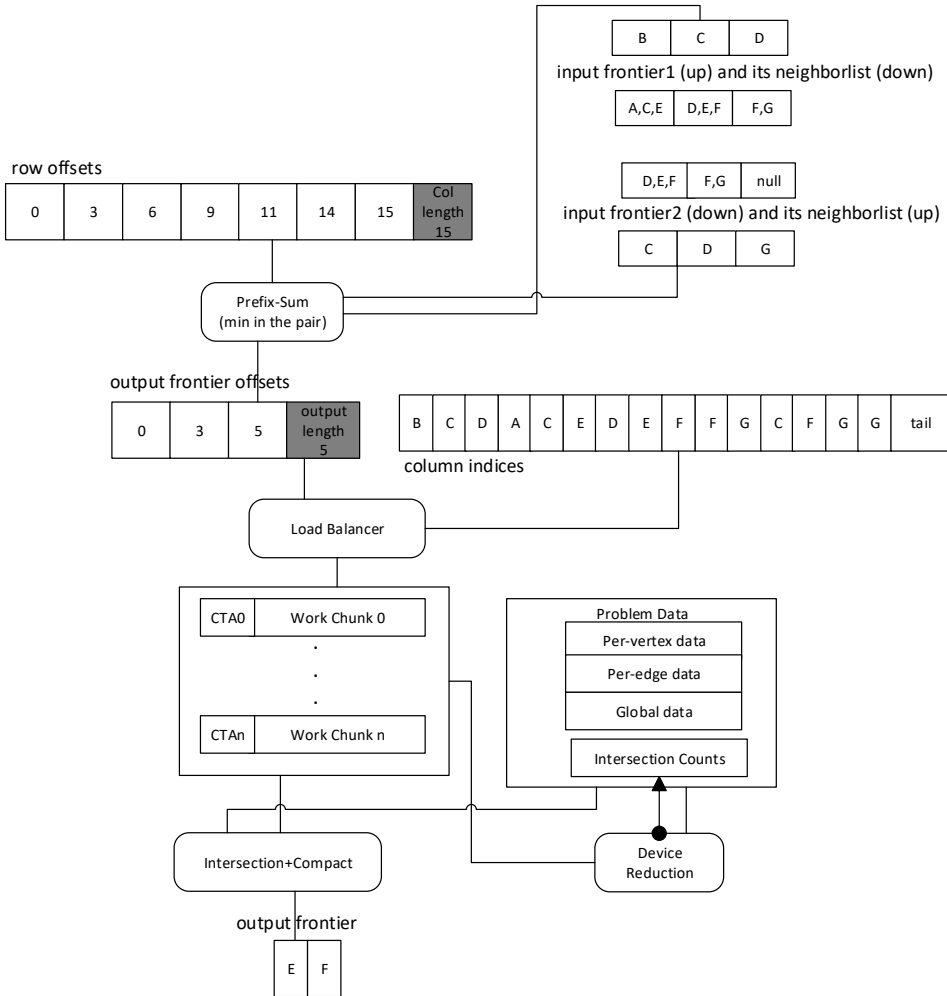 B C D
input frontier1 (up) and its neighborlist (down)
A,C,E D,E,F F,G
row offsets
0 3 6 9 11 14 15 Col
length
15
D,E,F F,G null
input frontier2 (down) and its neighborlist (up)
C D G
Prefix-Sum
(min in the pair)
output frontier offsets
0 3 5 output
length
5
B C D A C E D E F F G C F G G tail
column indices
Load Balancer
CTA0 Work Chunk 0
.
.
.
CTAn Work Chunk n
Problem Data
Per-vertex data
Per-edge data
Global data
Intersection Counts
Intersection+Compact
Device
Reduction
output frontier
E F